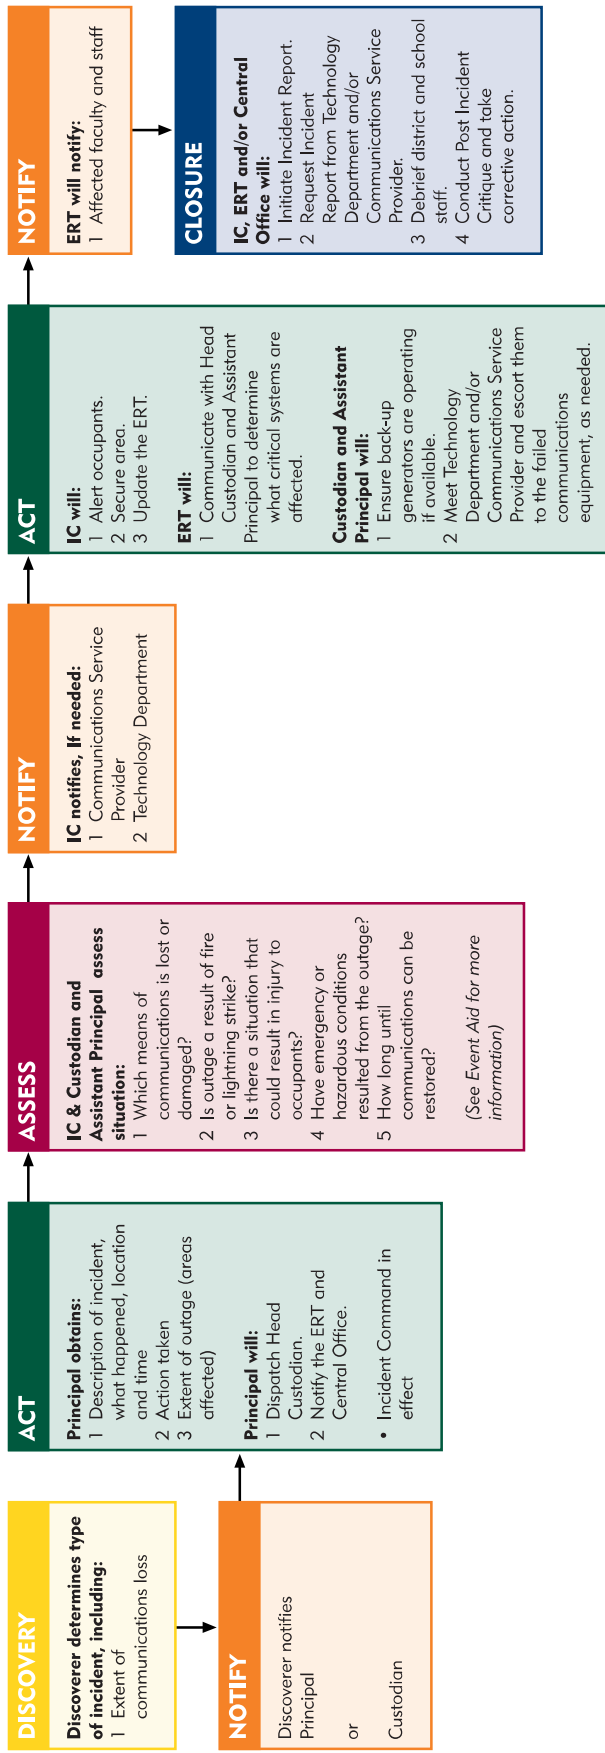 DISCOVERY
Discoverer determines type
of incident, including:
1 Extent of
communications loss
NOTIFY
Discoverer notifies
Principal
or
Custodian
ACT
Principal obtains:
1 Description of incident,
what happened, location
and time
2 Action taken
3 Extent of outage (areas
affected)
Principal will:
1 Dispatch Head
Custodian.
2 Notify the ERT and
Central Office.
• Incident Command in
effect
ASSESS
IC & Custodian and
Assistant Principal assess
situation:
1 Which means of
communications is lost or
damaged?
2 Is outage a result of fire
or lightning strike?
3 Is there a situation that
could result in injury to
occupants?
4 Have emergency or
hazardous conditions
resulted from the outage?
5 How long until
communications can be
restored?
(See Event Aid for more
information)
NOTIFY
IC notifies, If needed:
1 Communications Service
Provider
2 Technology Department
ACT
IC will:
1 Alert occupants.
2 Secure area.
3 Update the ERT.
ERT will:
1 Communicate with Head
Custodian and Assistant
Principal to determine
what critical systems are
affected.
Custodian and Assistant
Principal will:
1 Ensure back-up
generators are operating
if available.
2 Meet Technology
Department and/or
Communications Service
Provider and escort them
to the failed
communications
equipment, as needed.
NOTIFY
ERT will notify:
1 Affected faculty and staff
CLOSURE
IC, ERT and/or Central
Office will:
1 Initiate Incident Report.
2 Request Incident
Report from Technology
Department and/or
Communications Service
Provider.
3 Debrief district and school
staff.
4 Conduct Post Incident
Critique and take
corrective action.